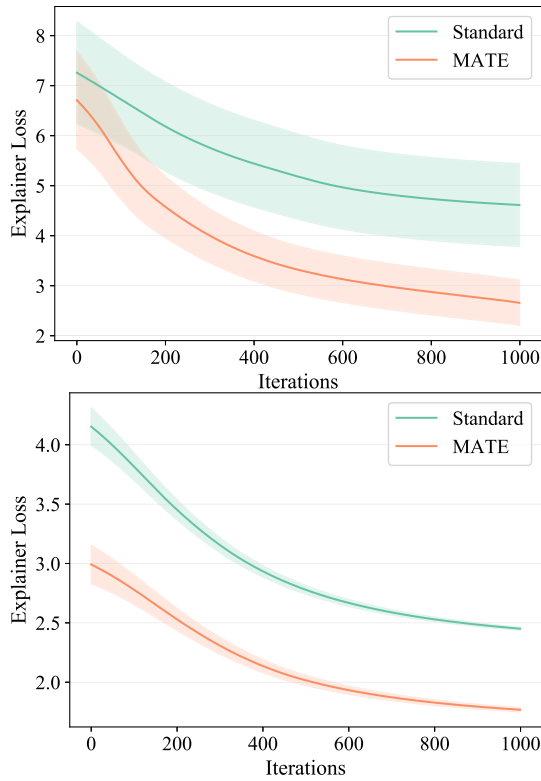 8
7
6
5
4
3
2
Explainer Loss
Standard
MATE
0 200 400 600 800 1000
Iterations
4.0
3.5
3.0
2.5
2.0
Explainer Loss
Standard
MATE
0 200 400 600 800 1000
Iterations